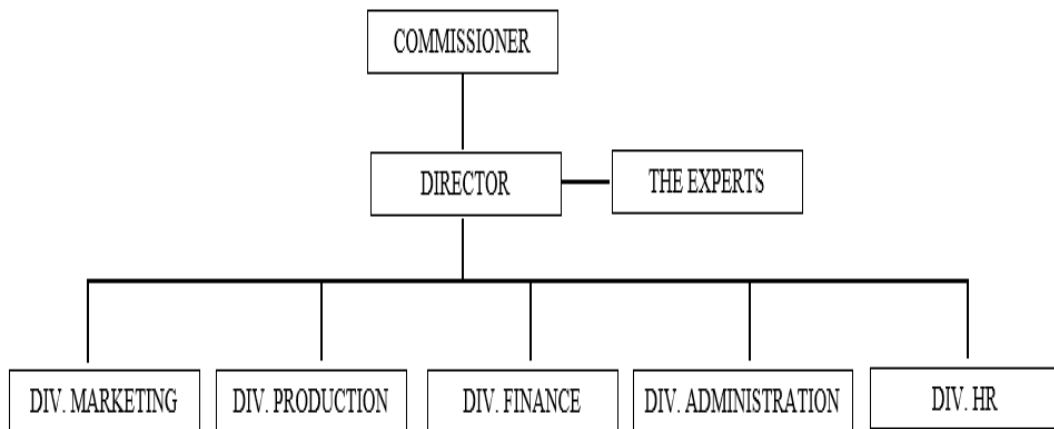 COMMISSIONER
DIRECTOR
THE EXPERTS
DIV. MARKETING
DIV. PRODUCTION
DIV. FINANCE
DIV. ADMINISTRATION
DIV. HR